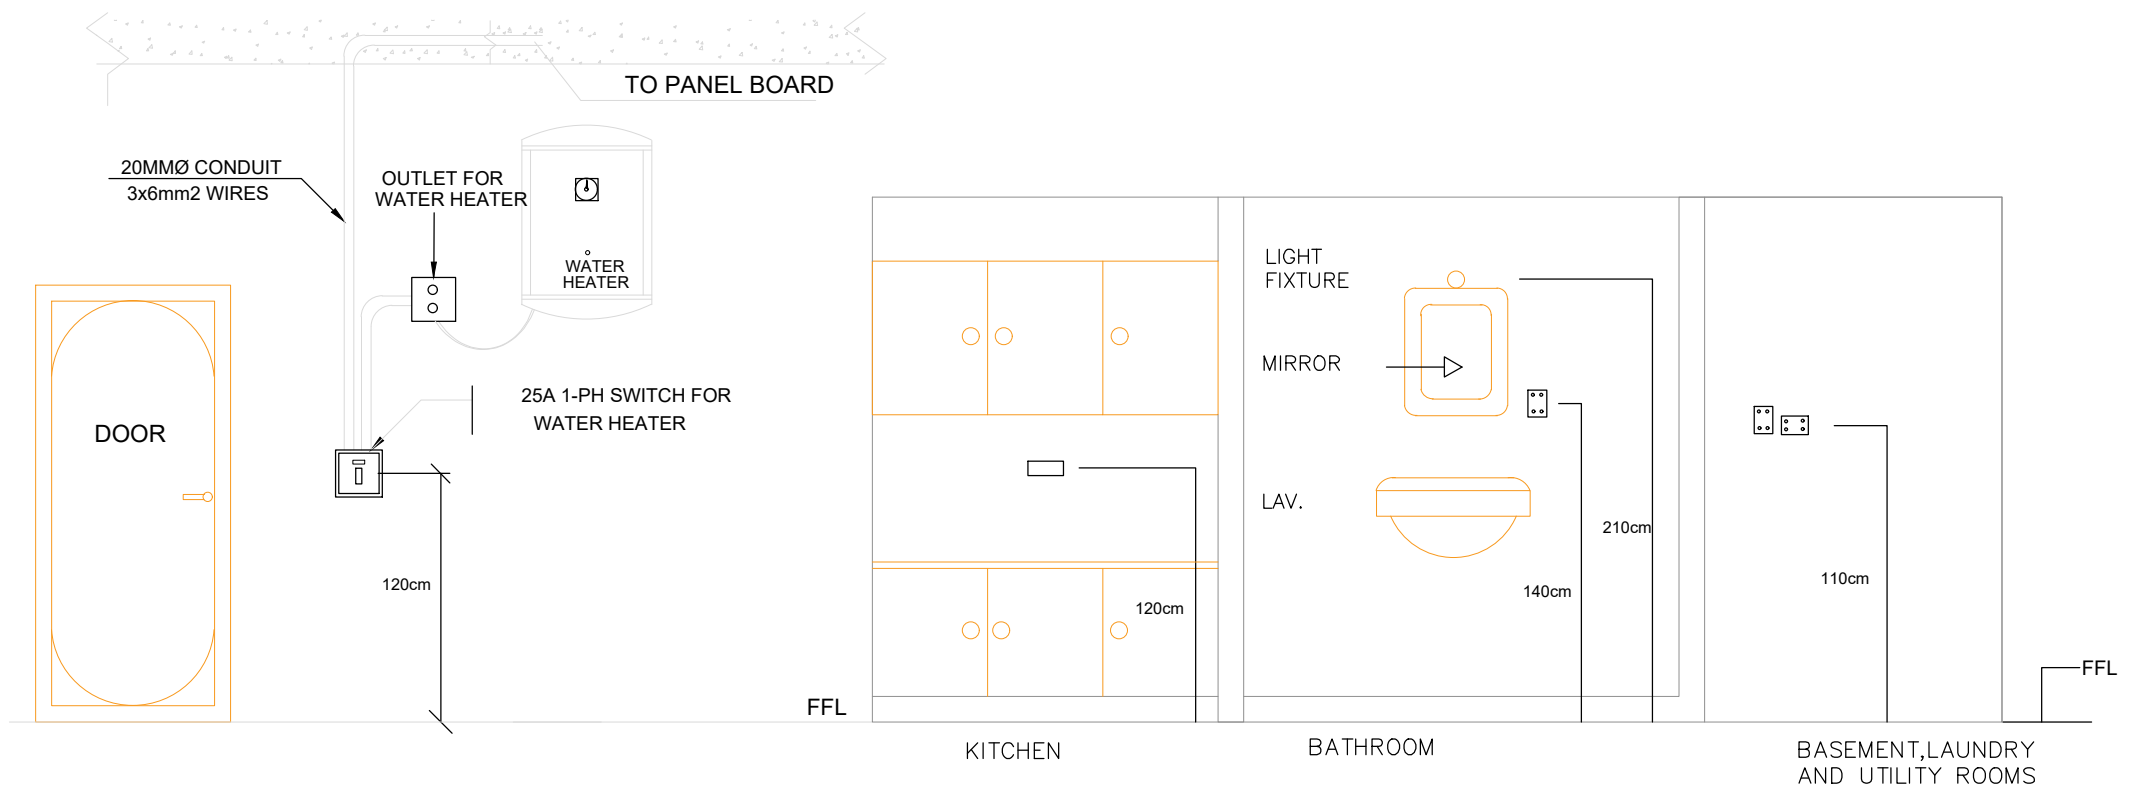 TO PANEL BOARD
20MMØ CONDUIT
3x6mm2 WIRES
OUTLET FOR
WATER HEATER
WATER
HEATER
25A 1-PH SWITCH FOR
WATER HEATER
DOOR
120cm
FFL
LIGHT
FIXTURE
MIRROR
LAV.
120cm
210cm
140cm
110cm
FFL
KITCHEN
BATHROOM
BASEMENT,LAUNDRY
AND UTILITY ROOMS